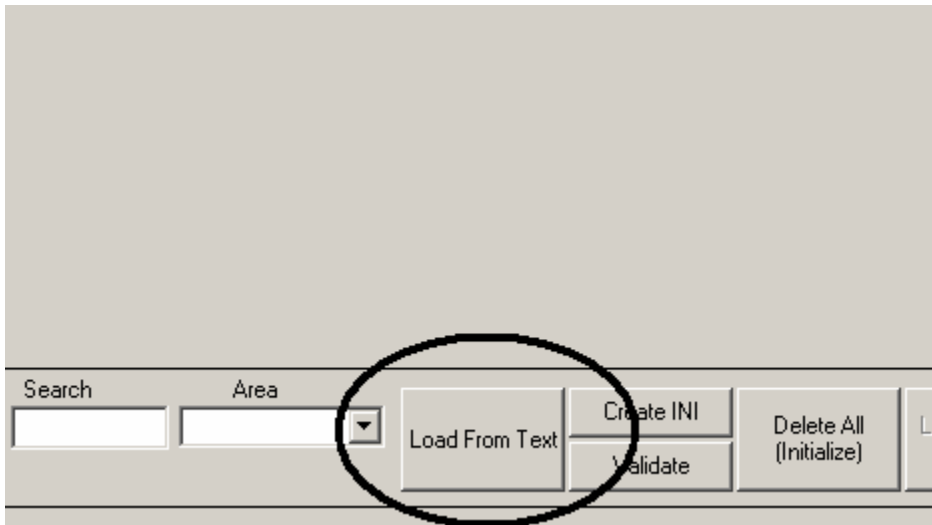 Search
Area
Load From Text
Create INI
Validate
Delete All
(Initialize)
L